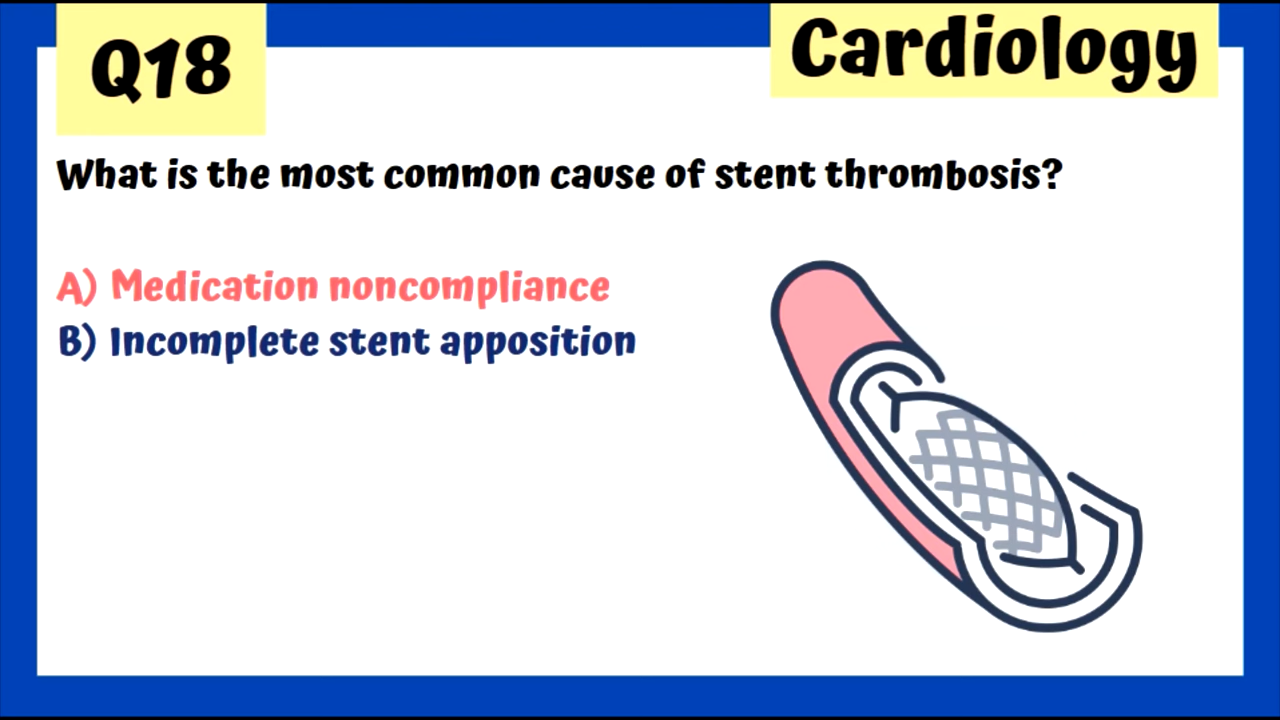 Q18
Cardiology
What is the most common cause of stent thrombosis?
A) Medication noncompliance
B) Incomplete stent apposition